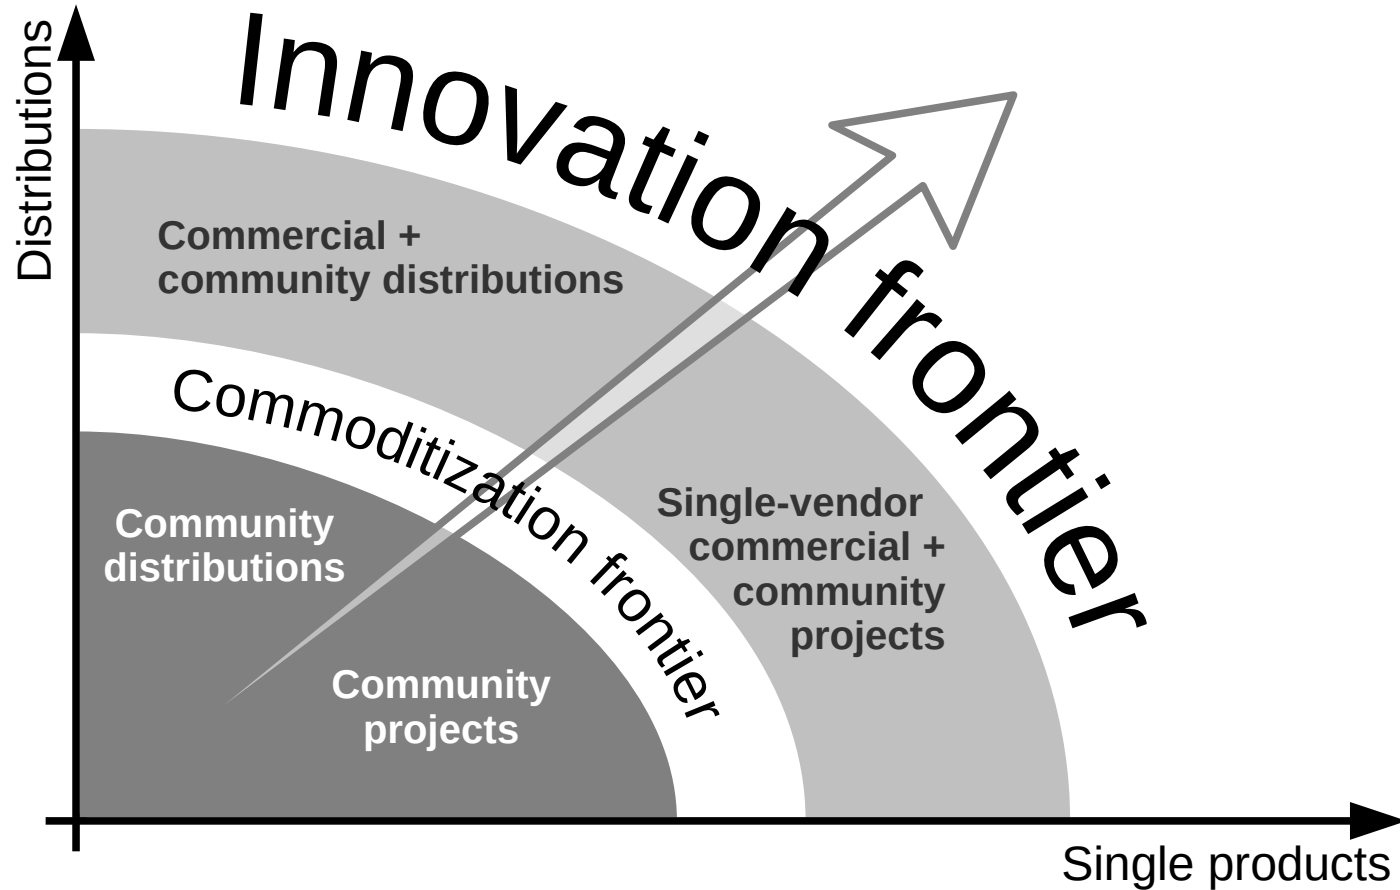 Distributions
Innovation frontier
Commercial +
community distributions
Commoditization frontier
Community
distributions
Single-vendor
commercial +
community
projects
Community
projects
Single products